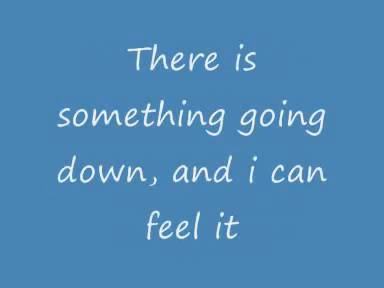 There is
something going
down, and i can
feel it